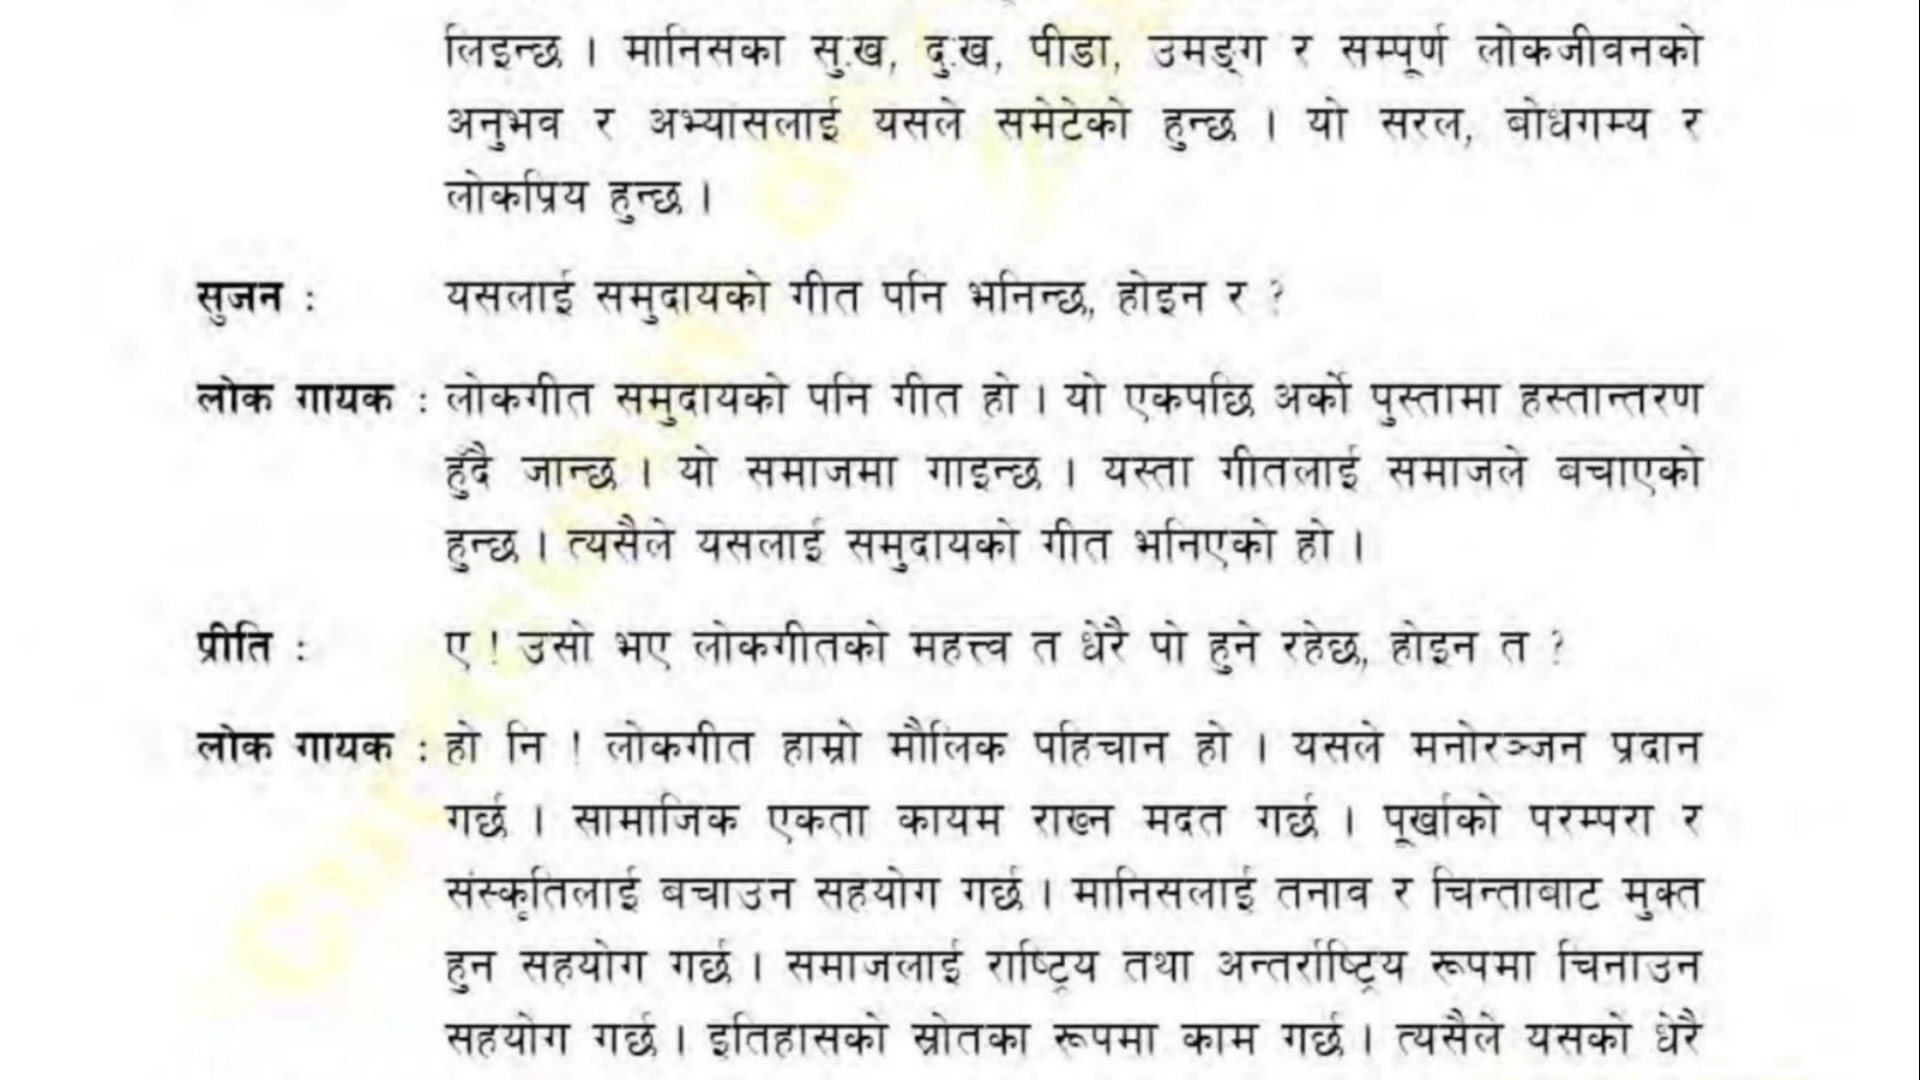 लिइन्छ । मानिसका सु:ख, दु:ख, पीडा, उमङ्ग र सम्पूर्ण लोकजीवनको
अनुभव र अभ्यासलाई यसले समेटेको हुन्छ । यो सरल, बोधगम्य र
लोकप्रिय हुन्छ ।
सुजन : यसलाई समुदायको गीत पनि भनिन्छ, होइन र ?
लोक गायक : लोकगीत समुदायको पनि गीत हो । यो एकपछि अर्को पुस्तामा हस्तान्तरण
हुँदै जान्छ । यो समाजमा गाइन्छ । यस्ता गीतलाई समाजले बचाएको
हुन्छ । त्यसैले यसलाई समुदायको गीत भनिएको हो ।
प्रीति : ए ! उसो भए लोकगीतको महत्त्व त धेरै पो हुने रहेछ, होइन त ?
लोक गायक : हो नि ! लोकगीत हाम्रो मौलिक पहिचान हो । यसले मनोरञ्जन प्रदान
गर्छ । सामाजिक एकता कायम राख्न मदत गर्छ । पूर्खाको परम्परा र
संस्कृतिलाई बचाउन सहयोग गर्छ । मानिसलाई तनाव र चिन्ताबाट मुक्त
हुन सहयोग गर्छ । समाजलाई राष्ट्रिय तथा अन्तर्राष्ट्रिय रूपमा चिनाउन
सहयोग गर्छ । इतिहासको स्रोतका रूपमा काम गर्छ । त्यसैले यसको धेरै